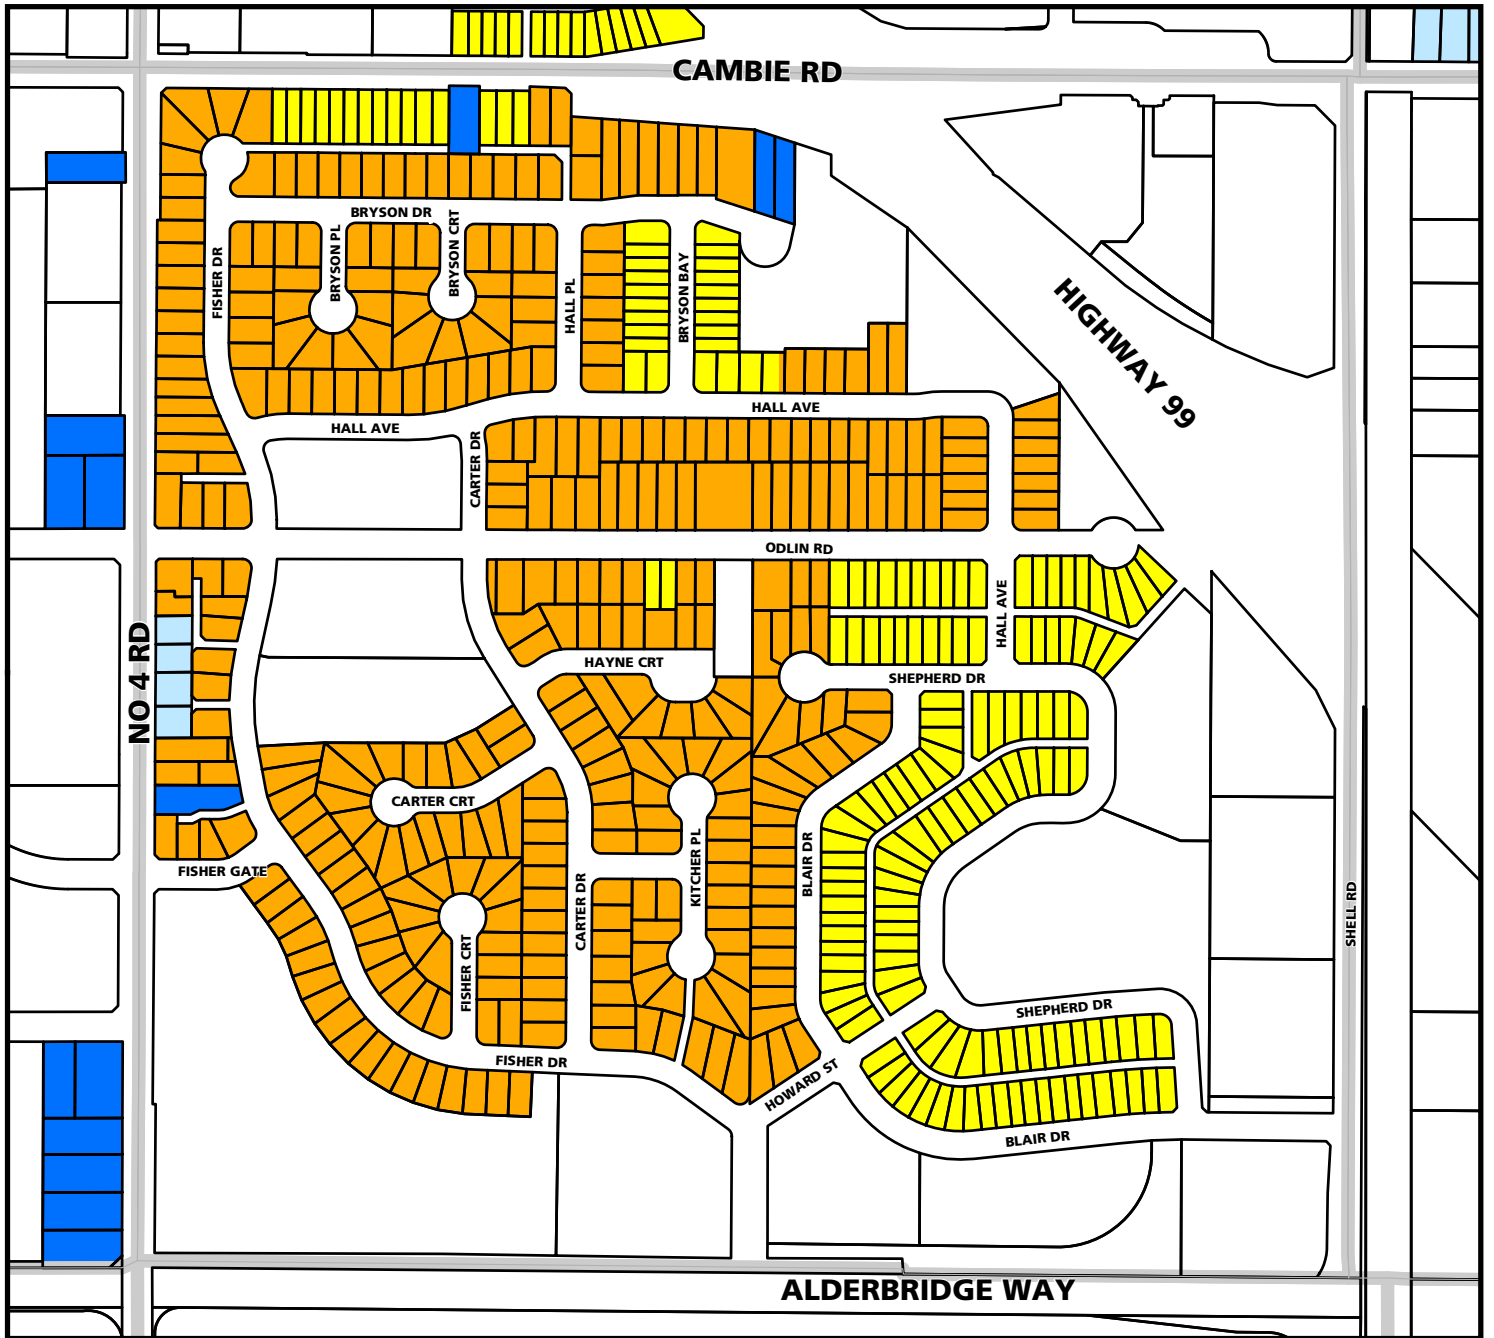 CAMBIE RD
BRYSON DR
BRYSON PL
BRYSON CRT
FISHER DR
HALL PL
BRYSON BAY
HIGHWAY 99
HALL AVE
HALL AVE
CARTER DR
ODLIN RD
HALL AVE
NO 4 RD
HAYNE CRT
SHEPHERD DR
CARTER CRT
KITCHER PL
BLAIR DR
FISHER GATE
CARTER DR
SHELL RD
FISHER CRT
SHEPHERD DR
FISHER DR
HOWARD ST
BLAIR DR
ALDERBRIDGE WAY